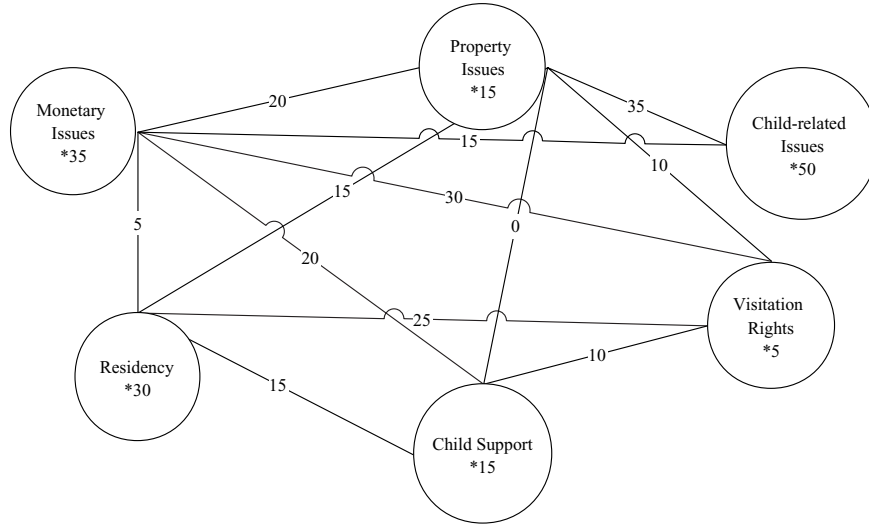 Property
Issues
*15
Monetary
Issues
*35
Child-related
Issues
*50
20
35
15
10
15
30
5
0
20
25
Visitation
Rights
*5
Residency
*30
15
10
Child Support
*15